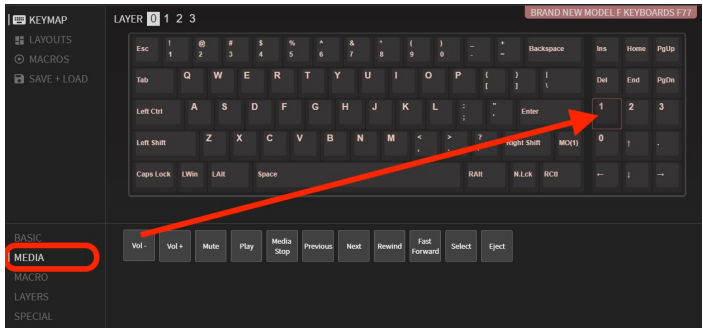 KEYMAP
LAYOUTS
MACROS
SAVE + LOAD
LAYER 0 1 2 3
BRAND NEW MODEL F KEYBOARDS F77
Esc ! 1 @ 2 # 3 $ 4 % 5 ^ 6 & 7 * 8 ( 9 ) 0 _ - + = Backspace Ins Home PgUp
Tab Q W E R T Y U I O P { [ } ] | \ Del End PgDn
Left Ctrl A S D F G H J K L : ; " ' Enter 1 2 3
Left Shift Z X C V B N M < , > . ? / Right Shift MO(1) 0 ↑ .
Caps Lock LWin LAlt Space RAlt N.Lck RCtl ← ↓ →
BASIC
MEDIA
MACRO
LAYERS
SPECIAL
Vol - Vol + Mute Play Media Stop Previous Next Rewind Fast Forward Select Eject